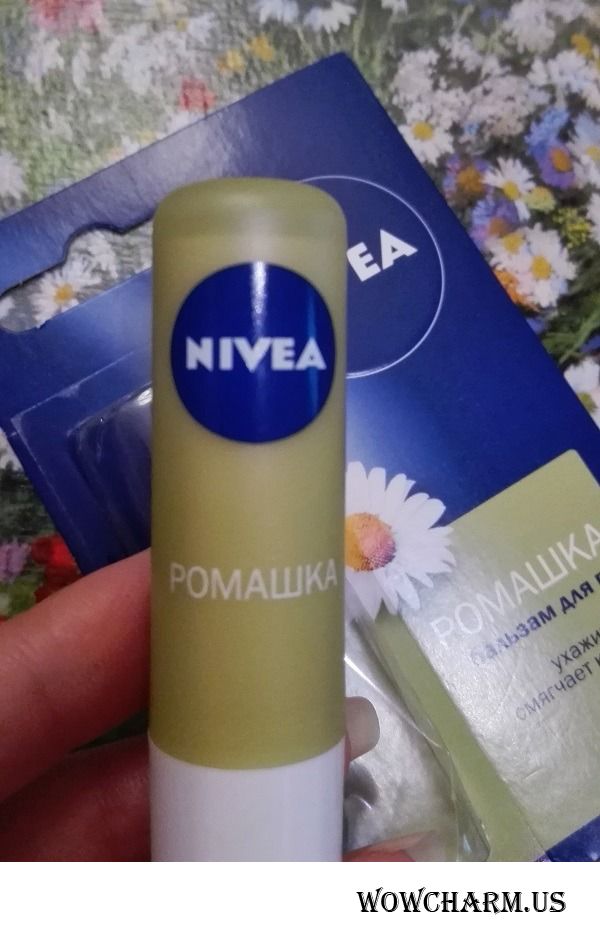 EA
NIVEA
РОМАШКА
РОМАШКА
бальзам для
ухажи
смягчает
WOWCHARM.US